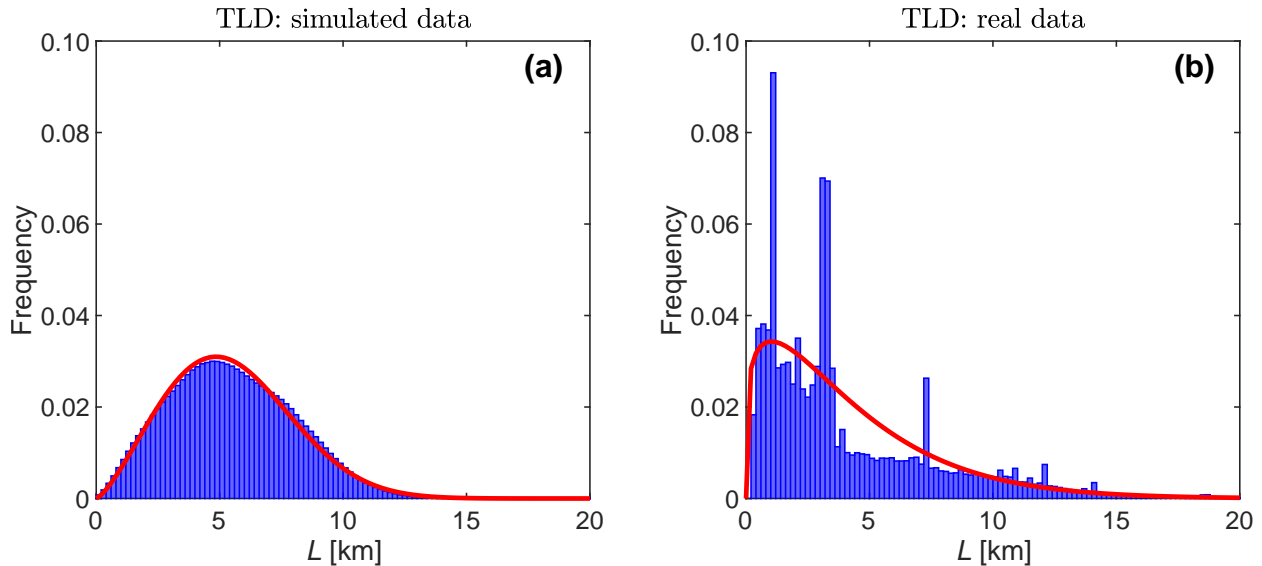 TLD: simulated data
(a)
0.10
0.08
0.06
0.04
0.02
0
Frequency
0 5 10 15 20
L [km]
TLD: real data
(b)
0.10
0.08
0.06
0.04
0.02
0
Frequency
0 5 10 15 20
L [km]